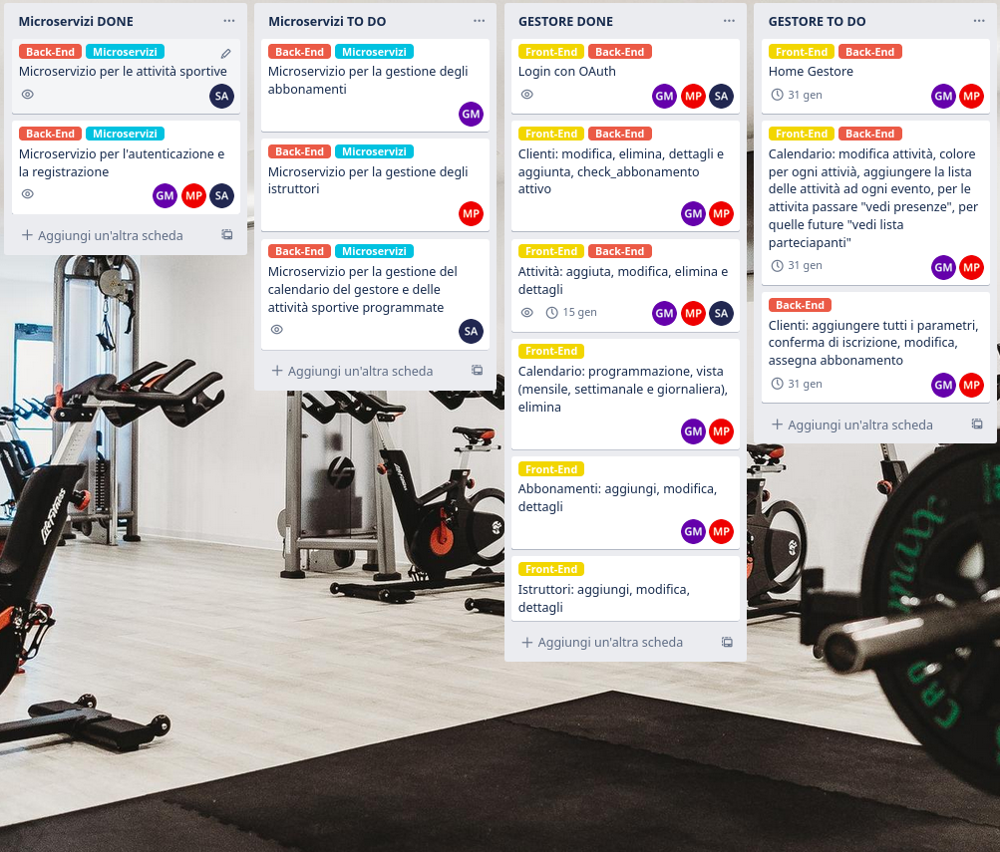 Microservizi DONE
Back-End Microservizi
Microservizio per le attività sportive
SA
Back-End Microservizi
Microservizio per l'autenticazione e
la registrazione
GM MP SA
Aggiungi un'altra scheda
Microservizi TO DO
Back-End Microservizi
Microservizio per la gestione degli
abbonamenti
GM
Back-End Microservizi
Microservizio per la gestione degli
istruttori
MP
Back-End Microservizi
Microservizio per la gestione del
calendario del gestore e delle
attività sportive programmate
SA
Aggiungi un'altra scheda
GESTORE DONE
Front-End Back-End
Login con OAuth
GM MP SA
Front-End Back-End
Clienti: modifica, elimina, dettagli e
aggiunta, check_abbonamento
attivo
GM MP
Front-End Back-End
Attività: aggiuta, modifica, elimina e
dettagli
15 gen GM MP SA
Front-End
Calendario: programmazione, vista
(mensile, settimanale e giornaliera),
elimina
GM MP
Front-End
Abbonamenti: aggiungi, modifica,
dettagli
GM MP
Front-End
Istruttori: aggiungi, modifica,
dettagli
Aggiungi un'altra scheda
GESTORE TO DO
Front-End Back-End
Home Gestore
31 gen GM MP
Front-End Back-End
Calendario: modifica attività, colore
per ogni attivià, aggiungere la lista
delle attività ad ogni evento, per le
attivita passare "vedi presenze", per
quelle future "vedi lista
parteciapanti"
31 gen GM MP
Back-End
Clienti: aggiungere tutti i parametri,
conferma di iscrizione, modifica,
assegna abbonamento
31 gen GM MP
Aggiungi un'altra scheda
LifeFitness